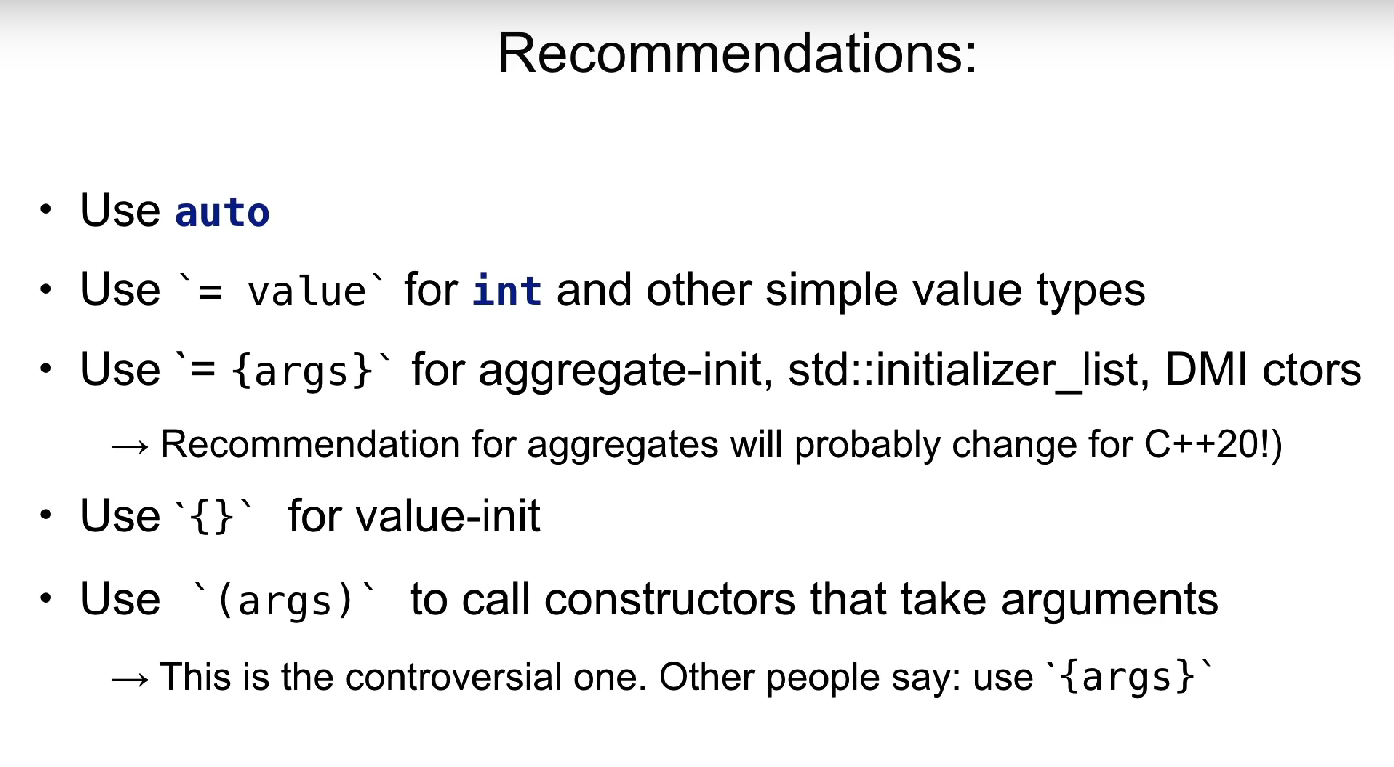 Recommendations:
• Use auto
• Use `= value` for int and other simple value types
• Use `= {args}` for aggregate-init, std::initializer_list, DMI ctors
→ Recommendation for aggregates will probably change for C++20!)
• Use `{}` for value-init
• Use `(args)` to call constructors that take arguments
→ This is the controversial one. Other people say: use `{args}`